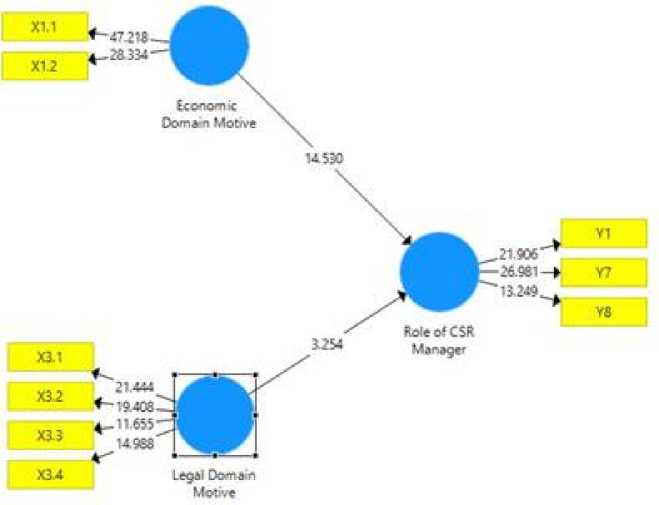 X1.1
47.218
X1.2
28.334
Economic
Domain Motive
14.530
Y1
21.906
26.981
Y7
13.249
Y8
Role of CSR
Manager
3.254
X3.1
21.444
X3.2
19.408
11.655
X3.3
14.988
X3.4
Legal Domain
Motive